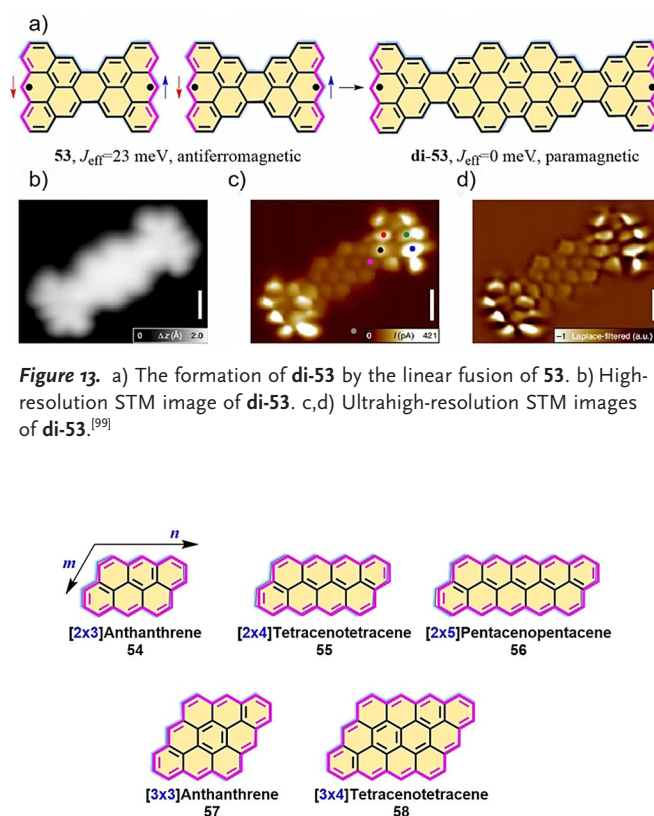 a)
53, Jeff=23 meV, antiferromagnetic
di-53, Jeff=0 meV, paramagnetic
b)
c)
d)
0 Δz (Å) 2.0
0 I (pA) 421
−1 Laplace-filtered (a.u.)
Figure 13. a) The formation of di-53 by the linear fusion of 53. b) High-
resolution STM image of di-53. c,d) Ultrahigh-resolution STM images
of di-53.[99]
n
m
[2x3]Anthanthrene
54
[2x4]Tetracenotetracene
55
[2x5]Pentacenopentacene
56
[3x3]Anthanthrene
57
[3x4]Tetracenotetracene
58